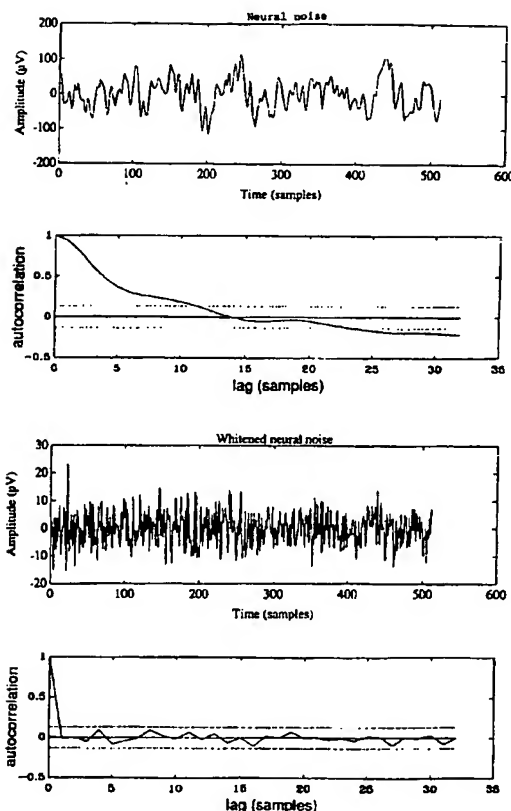 Neural noise
200
100
0
-100
-200
Amplitude (µV)
0 100 200 300 400 500 600
Time (samples)
1
0.5
0
-0.5
autocorrelation
0 5 10 15 20 25 30 35
lag (samples)
Whitened neural noise
30
20
10
0
-10
-20
Amplitude (µV)
0 100 200 300 400 500 600
Time (samples)
1
0.5
0
-0.5
autocorrelation
0 5 10 15 20 25 30 35
lag (samples)